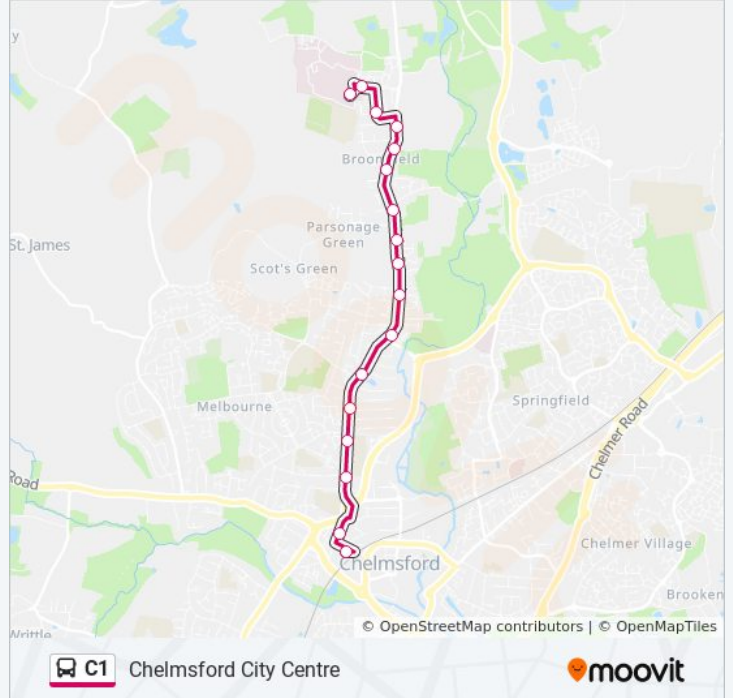 y
ry
Broomfield
Parsonage
Green
St. James
Scot's Green
Melbourne
Springfield
Chelmer Road
Road
Chelmer Village
Chelmsford
Brooken
Writtle
© OpenStreetMap contributors | © OpenMapTiles
C1 Chelmsford City Centre
moovit